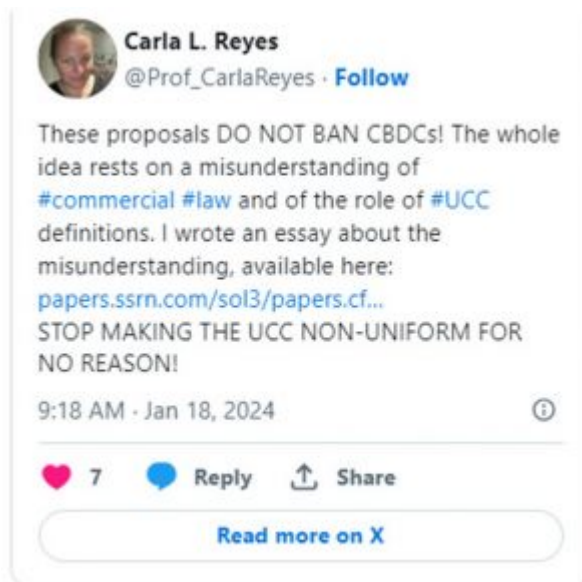 Carla L. Reyes
@Prof_CarlaReyes · Follow
These proposals DO NOT BAN CBDCs! The whole
idea rests on a misunderstanding of
#commercial #law and of the role of #UCC
definitions. I wrote an essay about the
misunderstanding, available here:
papers.ssrn.com/sol3/papers.cf...
STOP MAKING THE UCC NON-UNIFORM FOR
NO REASON!
9:18 AM · Jan 18, 2024
7 Reply Share
Read more on X